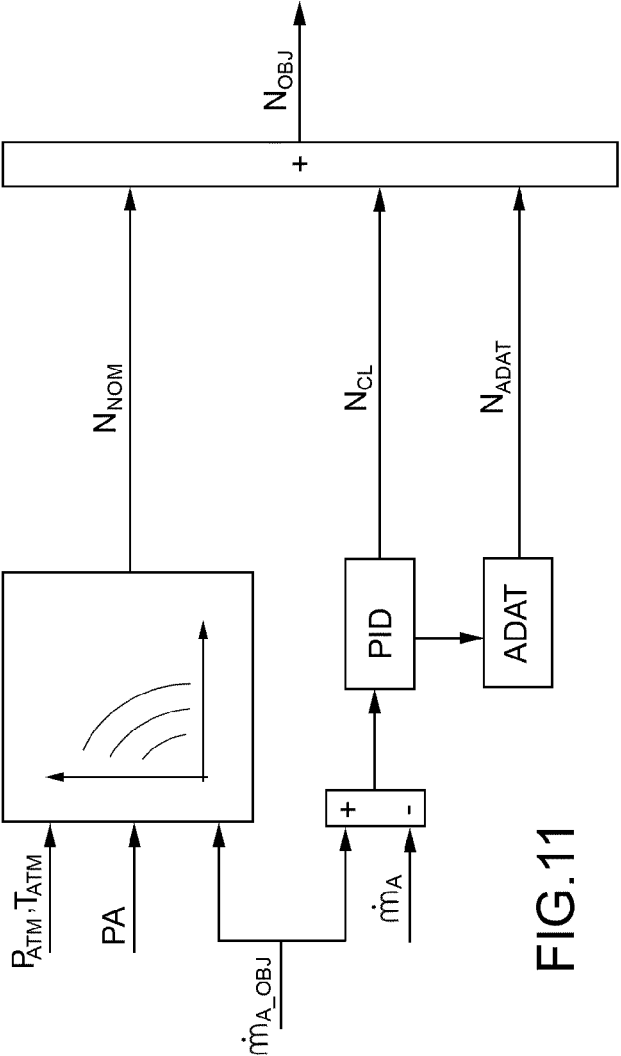 P_ATM, T_ATM
PA
ṁ_A_OBJ
ṁ_A
+
-
PID
ADAT
N_NOM
N_CL
N_ADAT
+
N_OBJ
FIG.11